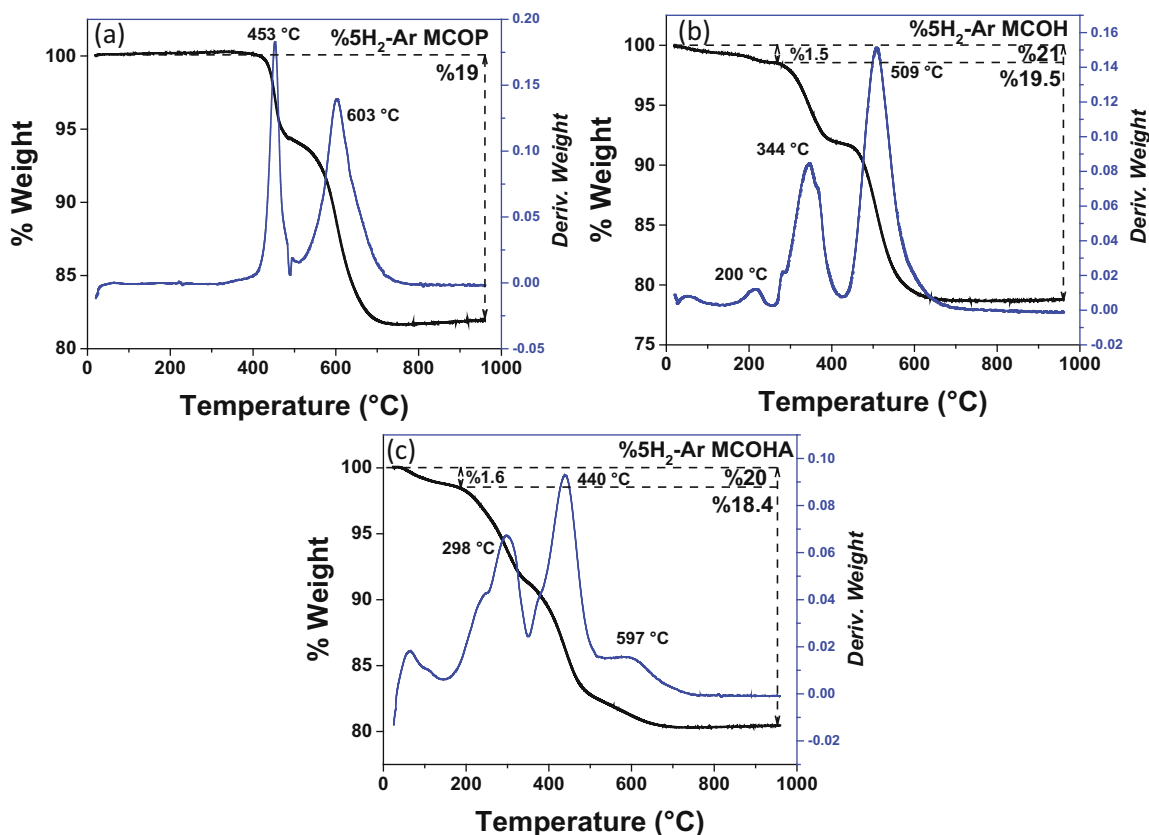 (a)
453 °C
%5H₂-Ar MCOP
%19
603 °C
100
95
90
85
80
0.20
0.15
0.10
0.05
0.00
-0.05
0
200
400
600
800
1000
% Weight
Deriv. Weight
Temperature (°C)
(b)
%5H₂-Ar MCOH
%1.5
%21
509 °C
%19.5
344 °C
200 °C
100
95
90
85
80
75
0.16
0.14
0.12
0.10
0.08
0.06
0.04
0.02
0.00
-0.02
0
200
400
600
800
1000
% Weight
Deriv. Weight
Temperature (°C)
(c)
%5H₂-Ar MCOHA
%1.6
440 °C
%20
%18.4
298 °C
597 °C
100
95
90
85
80
0.10
0.08
0.06
0.04
0.02
0.00
-0.02
0
200
400
600
800
1000
% Weight
Deriv. Weight
Temperature (°C)